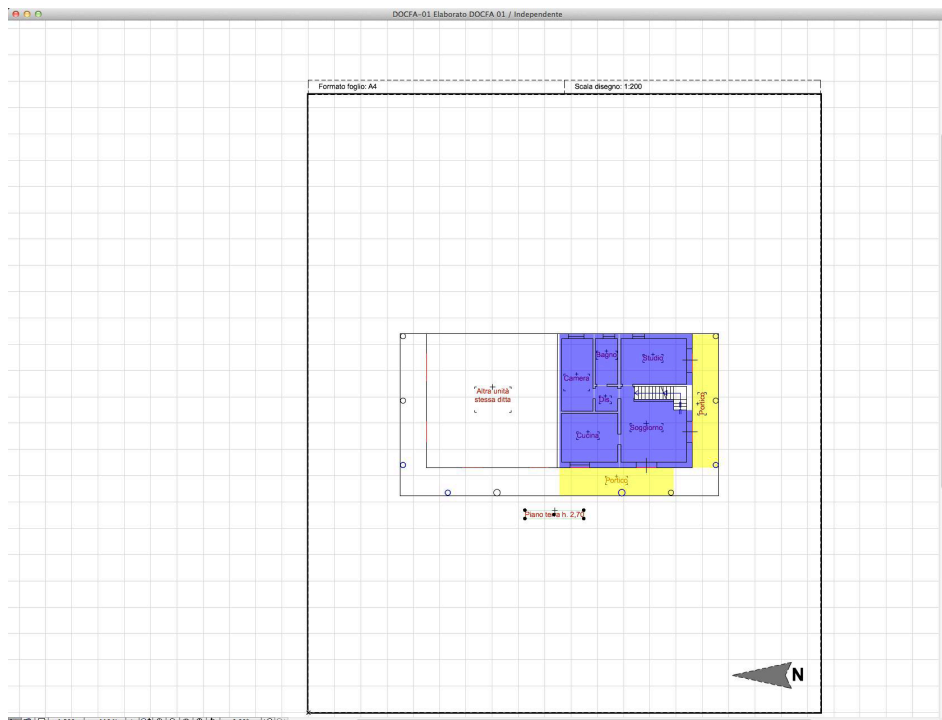 DOCFA-01 Elaborato DOCFA 01 / Independente
Formato foglio: A4
Scala disegno: 1:200
Bagno
Studio
Camera
Altra unità
stessa ditta
Dis.
Portico
Cucina
Soggiorno
Portico
Piano terra h. 2,70
N